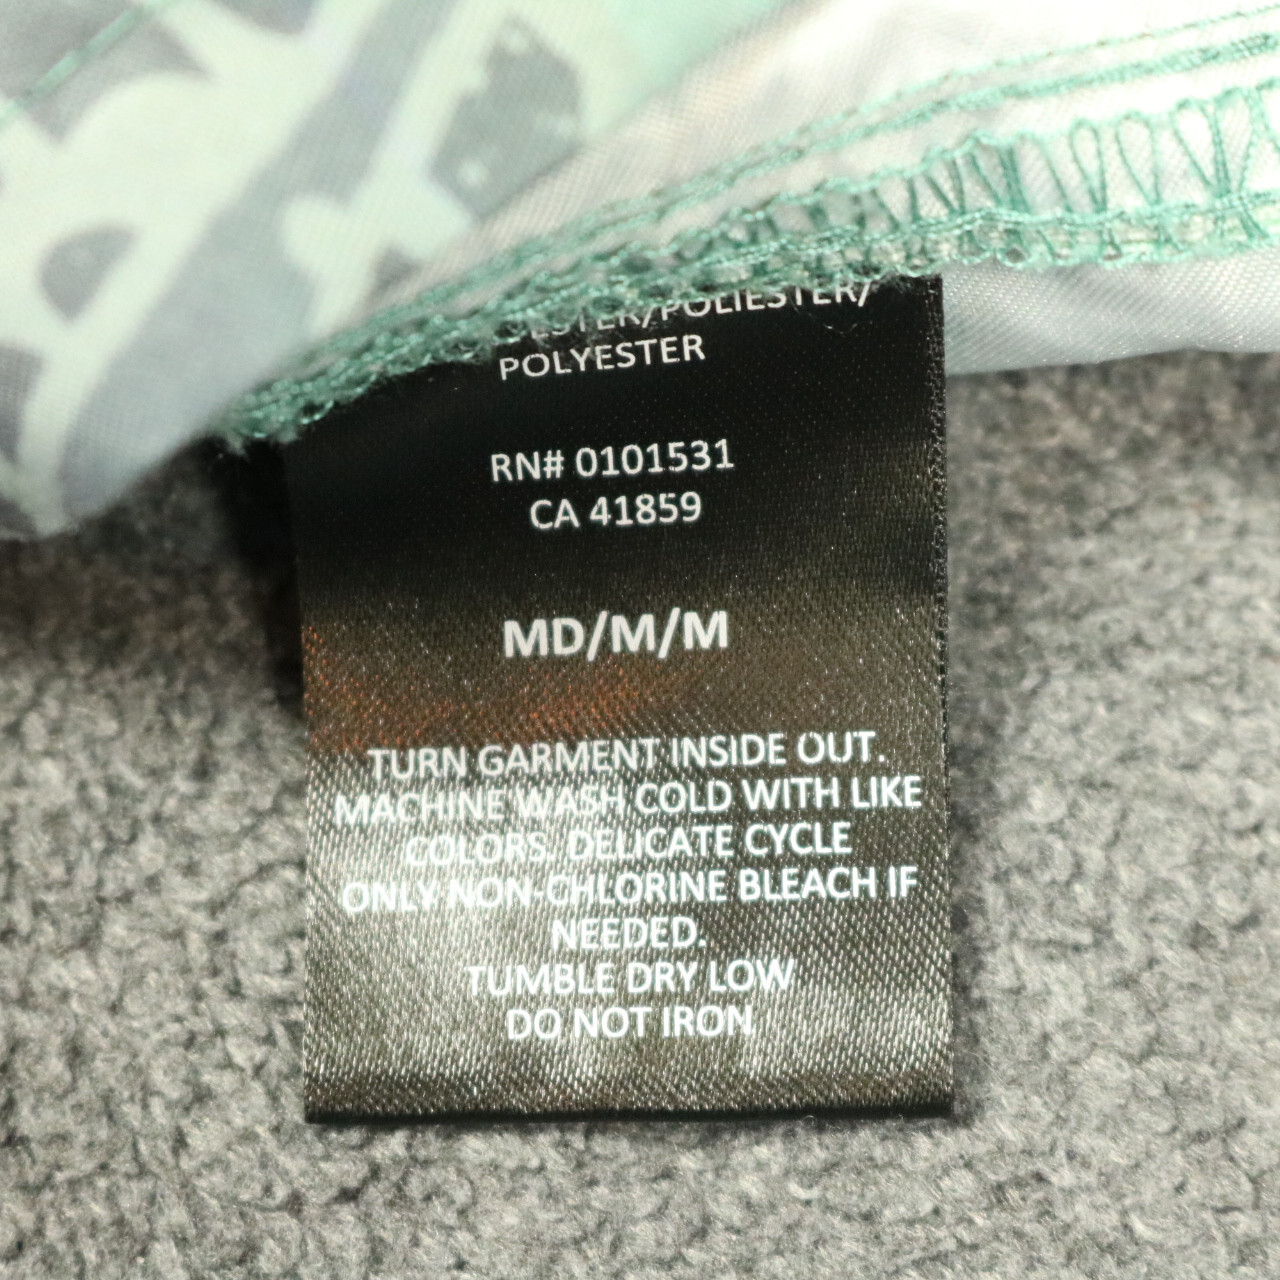 POLIESTER/
POLYESTER
RN# 0101531
CA 41859
MD/M/M
TURN GARMENT INSIDE OUT.
MACHINE WASH COLD WITH LIKE
COLORS. DELICATE CYCLE
ONLY NON-CHLORINE BLEACH IF
NEEDED.
TUMBLE DRY LOW
DO NOT IRON